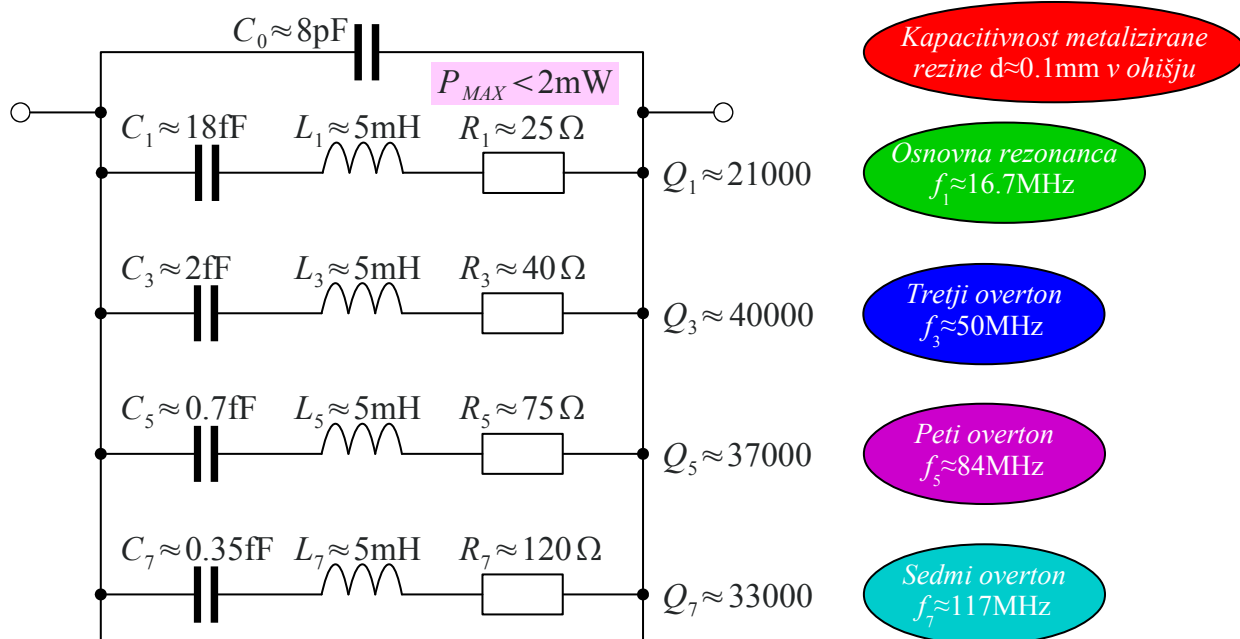 C₀≈8pF
Kapacitivnost metalizirane
rezine d≈0.1mm v ohišju
P_MAX<2mW
C₁≈18fF L₁≈5mH R₁≈25Ω
Q₁≈21000
Osnovna rezonanca
f₁≈16.7MHz
C₃≈2fF L₃≈5mH R₃≈40Ω
Q₃≈40000
Tretji overton
f₃≈50MHz
C₅≈0.7fF L₅≈5mH R₅≈75Ω
Q₅≈37000
Peti overton
f₅≈84MHz
C₇≈0.35fF L₇≈5mH R₇≈120Ω
Q₇≈33000
Sedmi overton
f₇≈117MHz